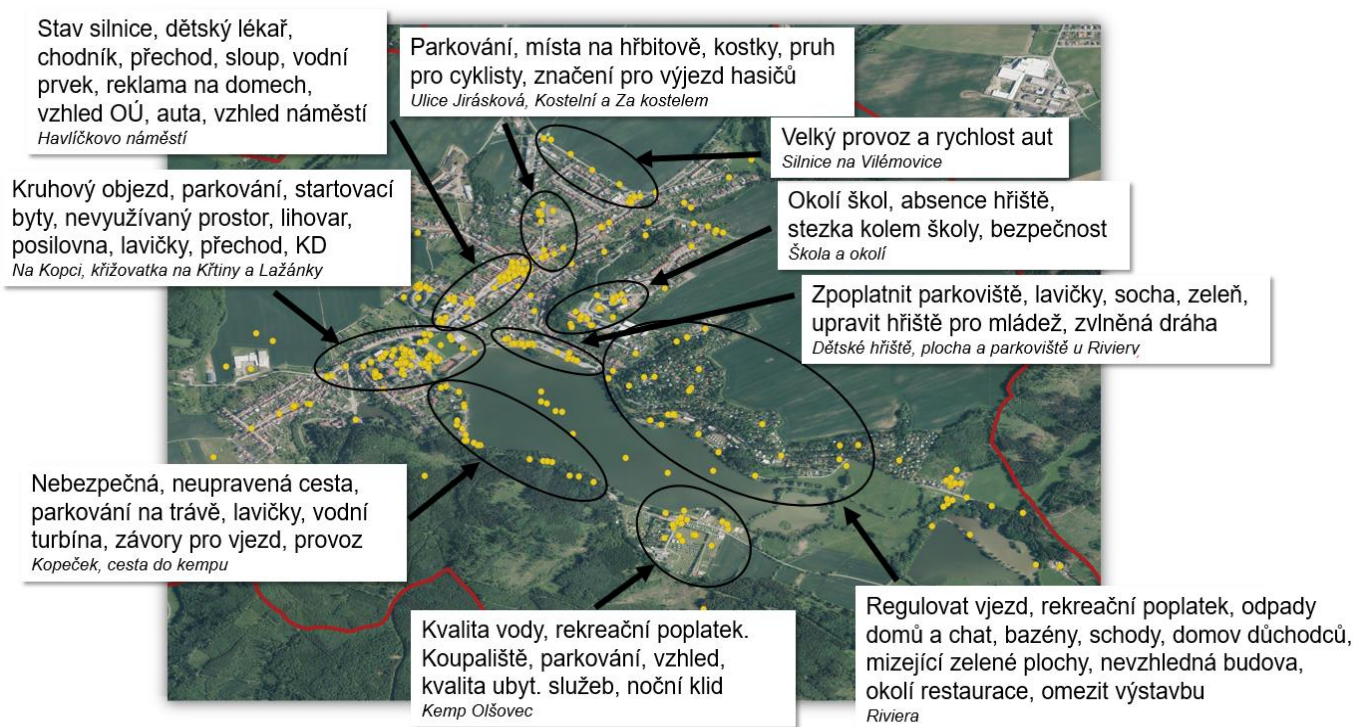 Stav silnice, dětský lékař,
chodník, přechod, sloup, vodní
prvek, reklama na domech,
vzhled OÚ, auta, vzhled náměstí
Havlíčkovo náměstí
Parkování, místa na hřbitově, kostky, pruh
pro cyklisty, značení pro výjezd hasičů
Ulice Jirásková, Kostelní a Za kostelem
Velký provoz a rychlost aut
Silnice na Vilémovice
Kruhový objezd, parkování, startovací
byty, nevyužívaný prostor, lihovar,
posilovna, lavičky, přechod, KD
Na Kopci, křižovatka na Křtiny a Lažánky
Okolí škol, absence hřiště,
stezka kolem školy, bezpečnost
Škola a okolí
Zpoplatnit parkoviště, lavičky, socha, zeleň,
upravit hřiště pro mládež, zvlněná dráha
Dětské hřiště, plocha a parkoviště u Riviery
Nebezpečná, neupravená cesta,
parkování na trávě, lavičky, vodní
turbína, závory pro vjezd, provoz
Kopeček, cesta do kempu
Kvalita vody, rekreační poplatek.
Koupaliště, parkování, vzhled,
kvalita ubyt. služeb, noční klid
Kemp Olšovec
Regulovat vjezd, rekreační poplatek, odpady
domů a chat, bazény, schody, domov důchodců,
mizející zelené plochy, nevzhledná budova,
okolí restaurace, omezit výstavbu
Riviera